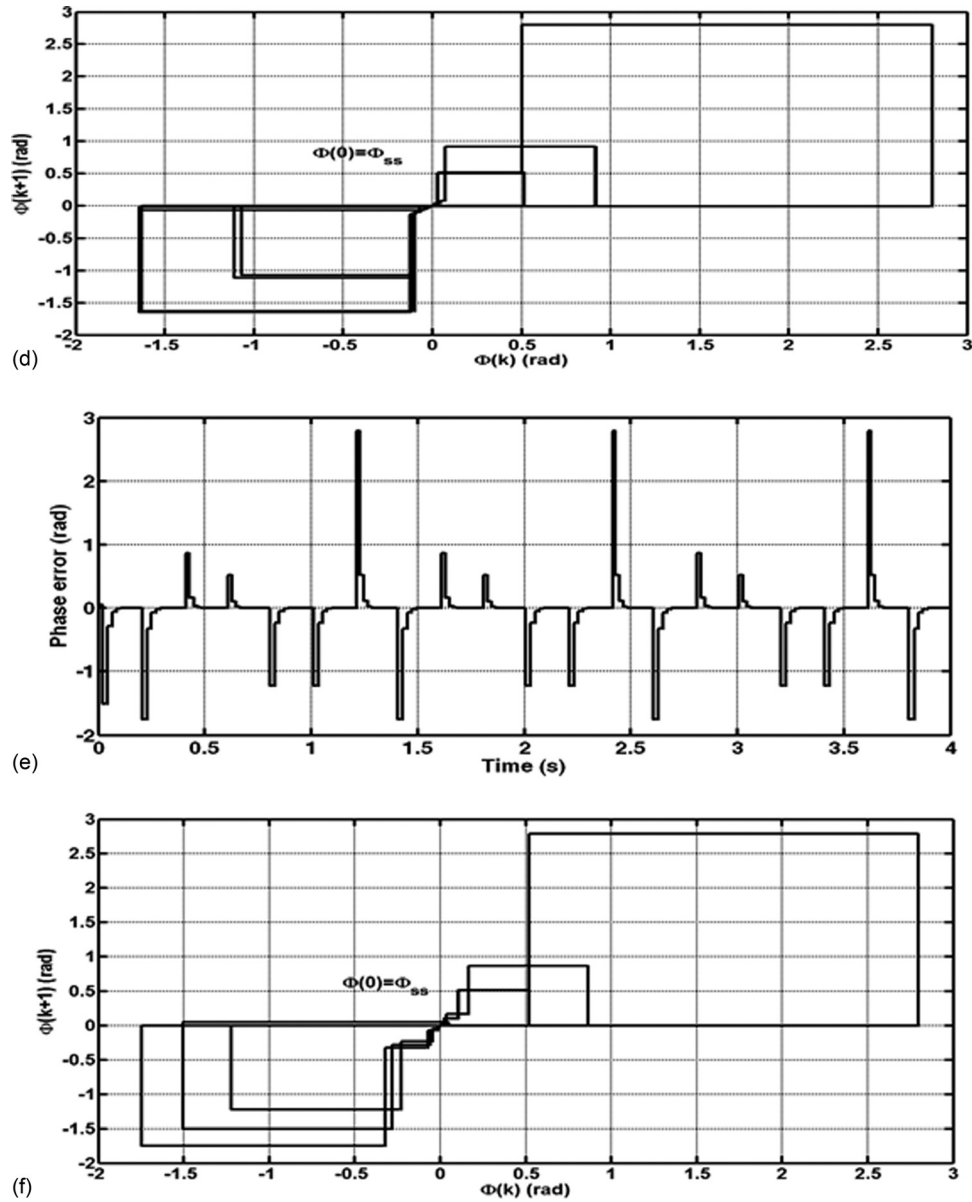 3
2.5
2
1.5
1
0.5
0
-0.5
-1
-1.5
-2
Φ(k+1) (rad)
Φ(0)=Φss
-2 -1.5 -1 -0.5 0 0.5 1 1.5 2 2.5 3
Φ(k) (rad)
(d)
3
2
1
0
-1
-2
Phase error (rad)
0 0.5 1 1.5 2 2.5 3 3.5 4
Time (s)
(e)
3
2.5
2
1.5
1
0.5
0
-0.5
-1
-1.5
-2
Φ(k+1) (rad)
Φ(0)=Φss
-2 -1.5 -1 -0.5 0 0.5 1 1.5 2 2.5 3
Φ(k) (rad)
(f)